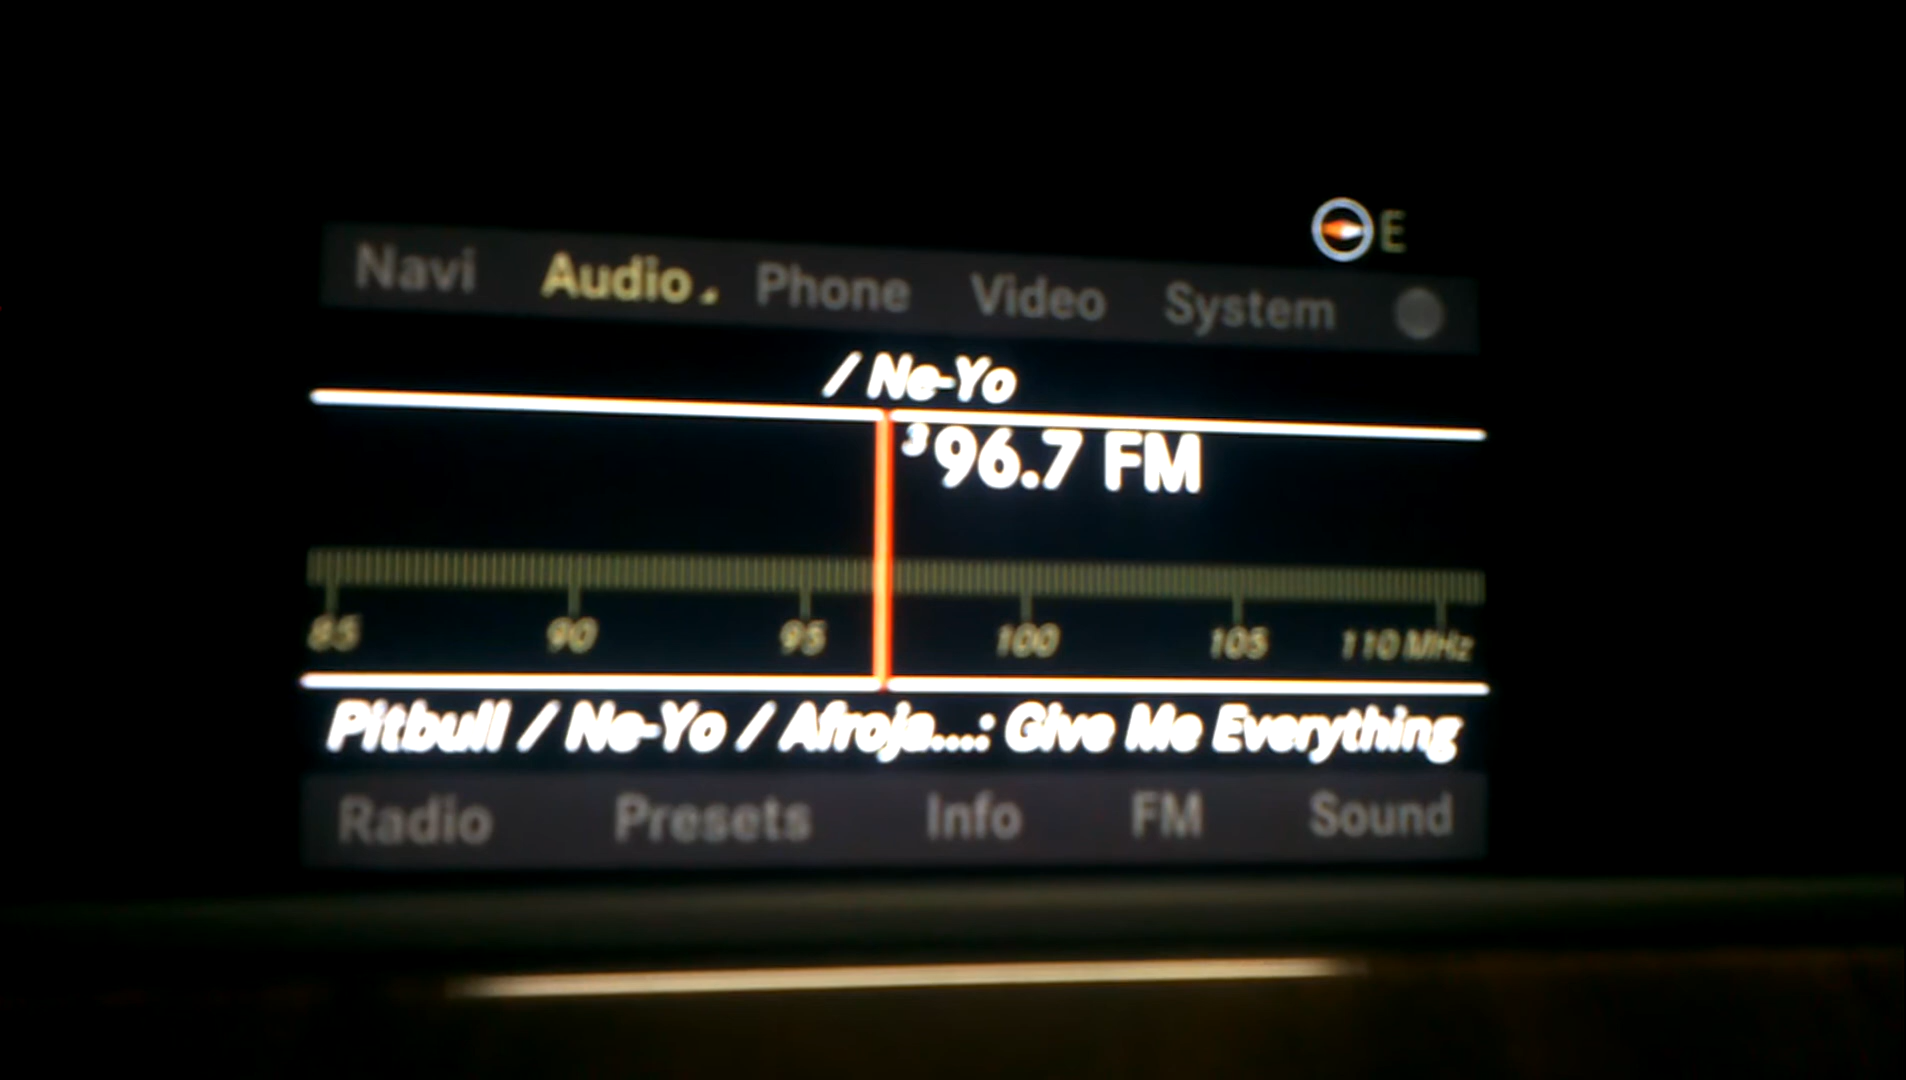 E
Navi Audio Phone Video System
/ Ne-Yo
³96.7 FM
85 90 95 100 105 110 MHz
Pitbull / Ne-Yo / Afroja...: Give Me Everything
Radio Presets Info FM Sound